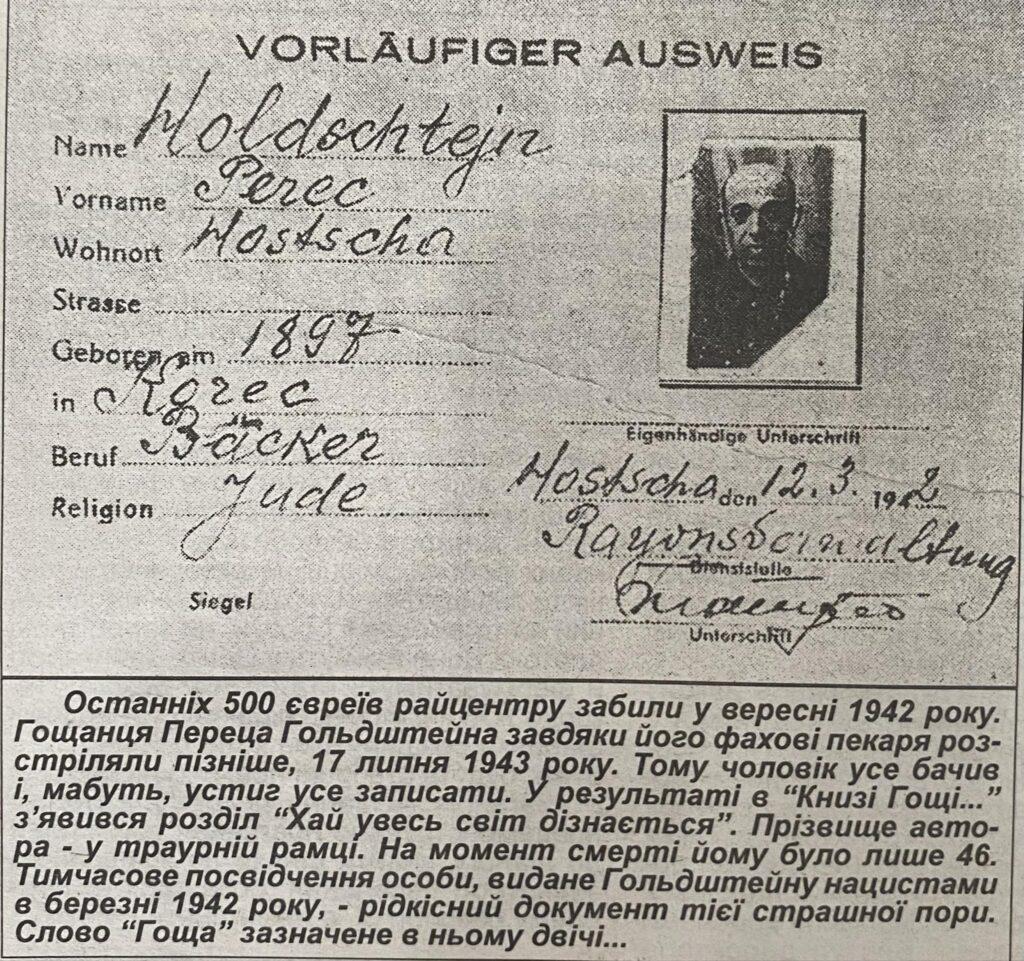 VORLÄUFIGER AUSWEIS
Name Holdschtejn
Vorname Perec
Wohnort Hostscha
Strasse
Geboren am 1897
in Korec
Beruf Bäcker
Religion Jude
Siegel
Eigenhändige Unterschrift
Hostscha den 12. 3. 1942
Rayonsverwaltung
Dienststelle
Unterschrift
Останніх 500 євреїв райцентру забили у вересні 1942 року.
Гощанця Переца Гольдштейна завдяки його фахові пекаря роз-
стріляли пізніше, 17 липня 1943 року. Тому чоловік усе бачив
і, мабуть, устиг усе записати. У результаті в “Книзі Гощі...”
з’явився розділ “Хай увесь світ дізнається”. Прізвище авто-
ра - у траурній рамці. На момент смерті йому було лише 46.
Тимчасове посвідчення особи, видане Гольдштейну нацистами
в березні 1942 року, - рідкісний документ тієї страшної пори.
Слово “Гоща” зазначене в ньому двічі...